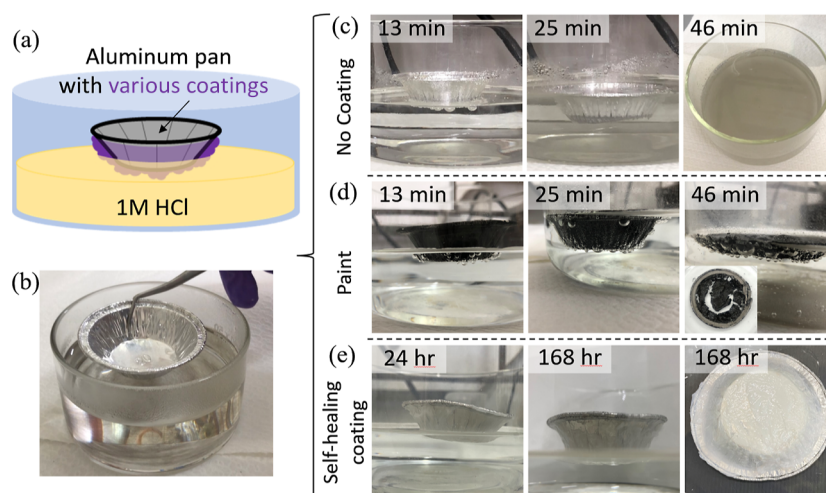 (a)
Aluminum pan
with various coatings
1M HCl
(b)
(c)
No Coating
13 min
25 min
46 min
(d)
Paint
13 min
25 min
46 min
(e)
Self-healing
coating
24 hr
168 hr
168 hr